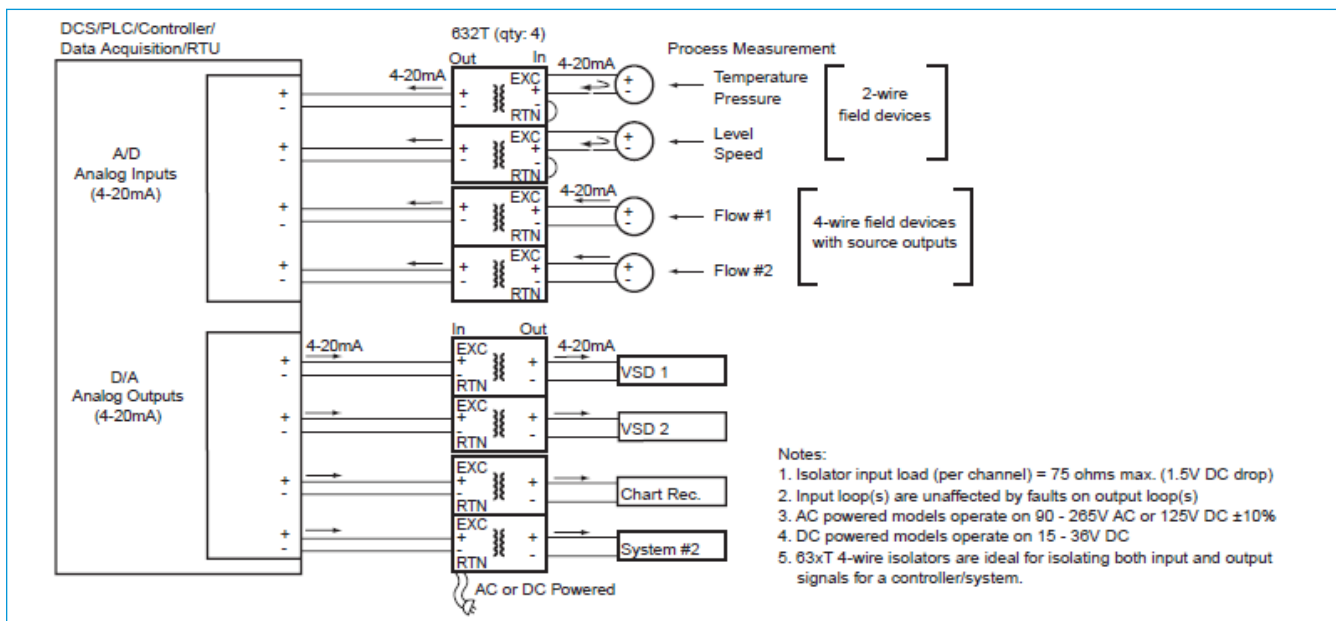 DCS/PLC/Controller/
Data Acquisition/RTU
632T (qty: 4)
Out In
Process Measurement
4-20mA
EXC
4-20mA
+
-
+
-
+
-
RTN
+
-
Temperature
Pressure
2-wire
field devices
+
-
+
-
EXC
+
-
RTN
+
-
Level
Speed
A/D
Analog Inputs
(4-20mA)
+
-
+
-
EXC
+
-
RTN
4-20mA
+
-
Flow #1
4-wire field devices
with source outputs
+
-
+
-
EXC
+
-
RTN
+
-
Flow #2
In Out
4-20mA
4-20mA
+
-
EXC
+
-
RTN
+
-
VSD 1
D/A
Analog Outputs
(4-20mA)
+
-
EXC
+
-
RTN
+
-
VSD 2
+
-
EXC
+
-
RTN
+
-
Chart Rec.
+
-
EXC
+
-
RTN
+
-
System #2
AC or DC Powered
Notes:
1. Isolator input load (per channel) = 75 ohms max. (1.5V DC drop)
2. Input loop(s) are unaffected by faults on output loop(s)
3. AC powered models operate on 90 - 265V AC or 125V DC ±10%
4. DC powered models operate on 15 - 36V DC
5. 63xT 4-wire isolators are ideal for isolating both input and output
signals for a controller/system.